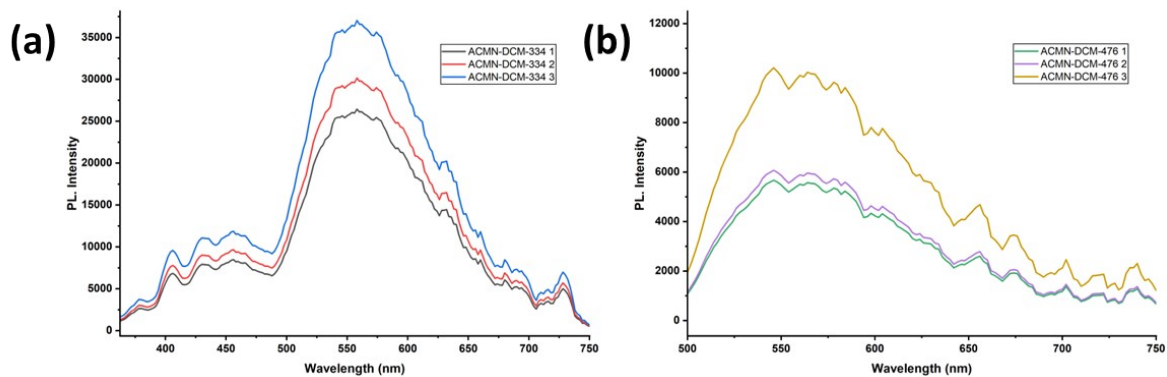 (a)
35000
30000
25000
20000
15000
10000
5000
0
PL. Intensity
400 450 500 550 600 650 700 750
Wavelength (nm)
ACMN-DCM-334 1
ACMN-DCM-334 2
ACMN-DCM-334 3
(b)
12000
10000
8000
6000
4000
2000
0
PL. Intensity
500 550 600 650 700 750
Wavelength (nm)
ACMN-DCM-476 1
ACMN-DCM-476 2
ACMN-DCM-476 3